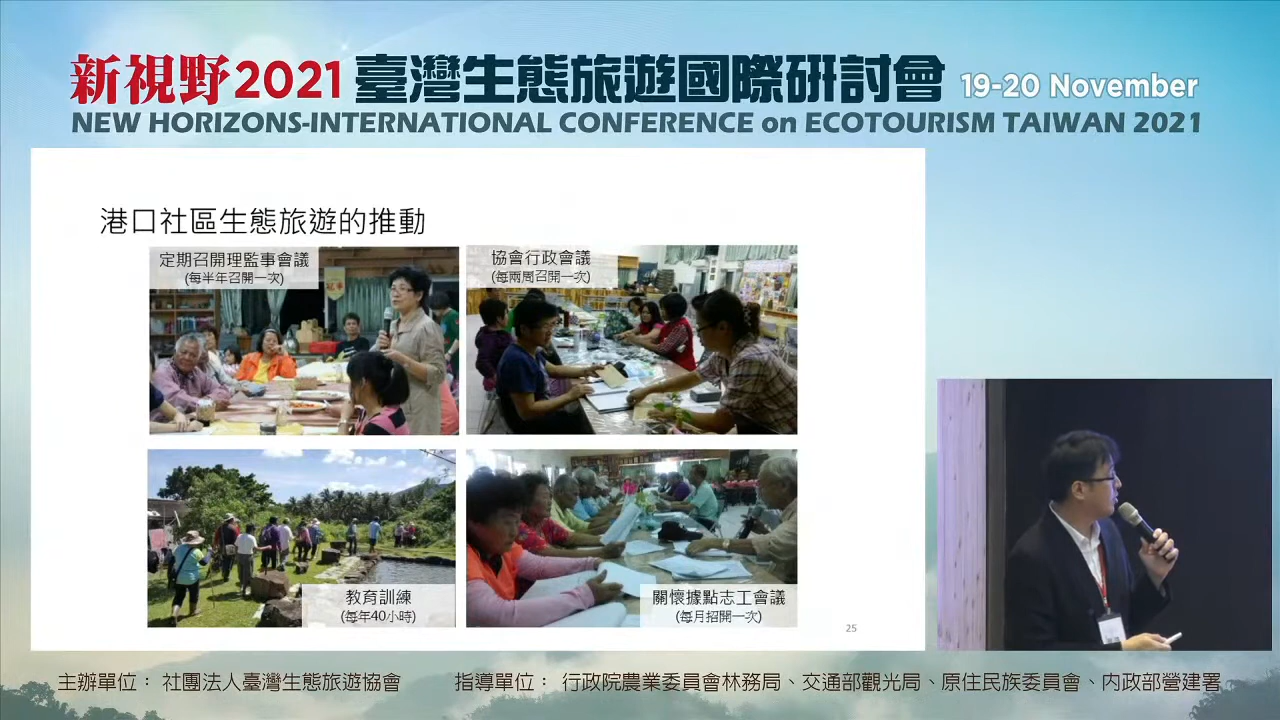 新視野2021臺灣生態旅遊國際研討會 19-20 November
NEW HORIZONS-INTERNATIONAL CONFERENCE on ECOTOURISM TAIWAN 2021
港口社區生態旅遊的推動
定期召開理監事會議
(每半年召開一次)
協會行政會議
(每兩周召開一次)
教育訓練
(每年40小時)
關懷據點志工會議
(每月招開一次)
25
主辦單位： 社團法人臺灣生態旅遊協會 指導單位： 行政院農業委員會林務局、交通部觀光局、原住民族委員會、內政部營建署